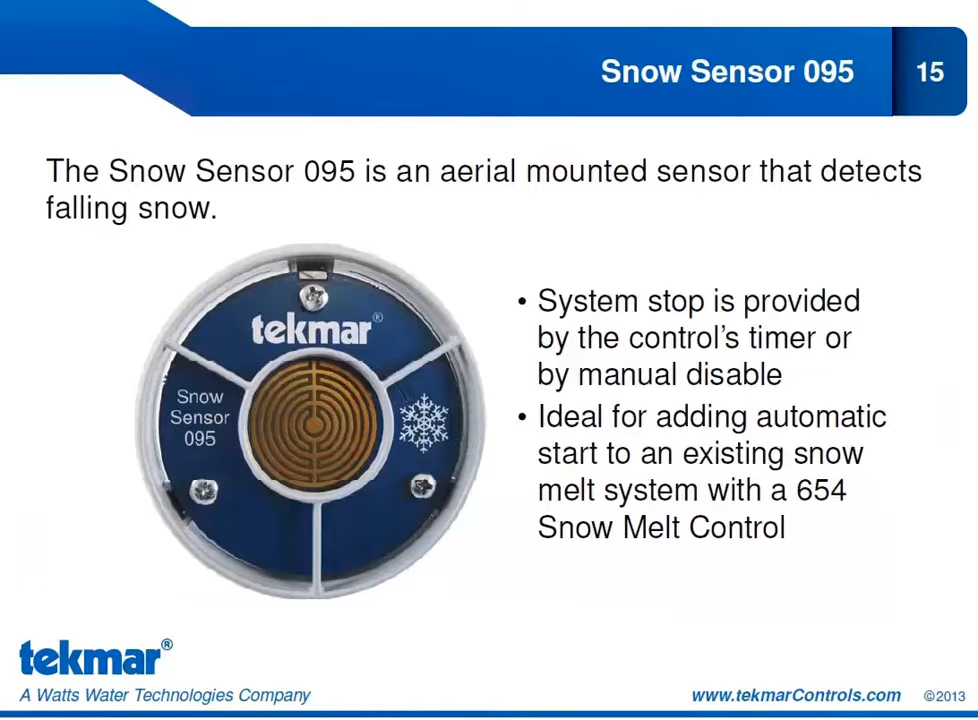 Snow Sensor 095
15
The Snow Sensor 095 is an aerial mounted sensor that detects
falling snow.
tekmar®
Snow
Sensor
095
• System stop is provided
by the control’s timer or
by manual disable
• Ideal for adding automatic
start to an existing snow
melt system with a 654
Snow Melt Control
tekmar®
A Watts Water Technologies Company
www.tekmarControls.com ©2013